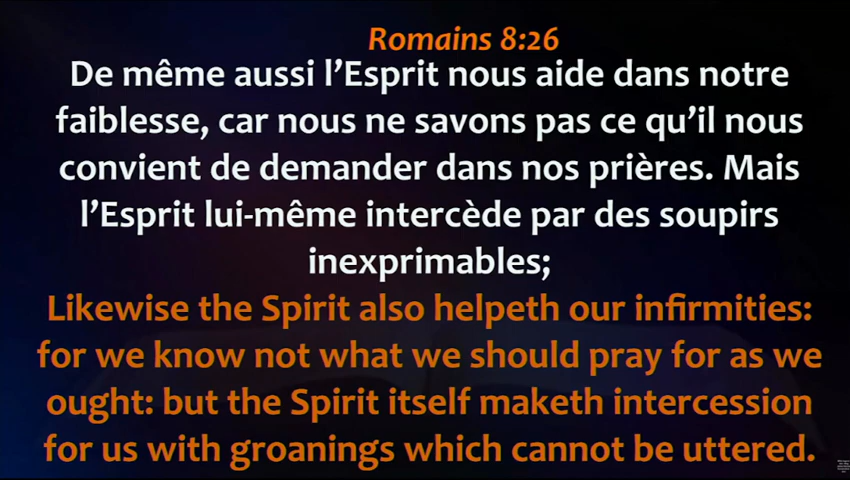 Romains 8:26
De même aussi l’Esprit nous aide dans notre
faiblesse, car nous ne savons pas ce qu’il nous
convient de demander dans nos prières. Mais
l’Esprit lui-même intercède par des soupirs
inexprimables;
Likewise the Spirit also helpeth our infirmities:
for we know not what we should pray for as we
ought: but the Spirit itself maketh intercession
for us with groanings which cannot be uttered.